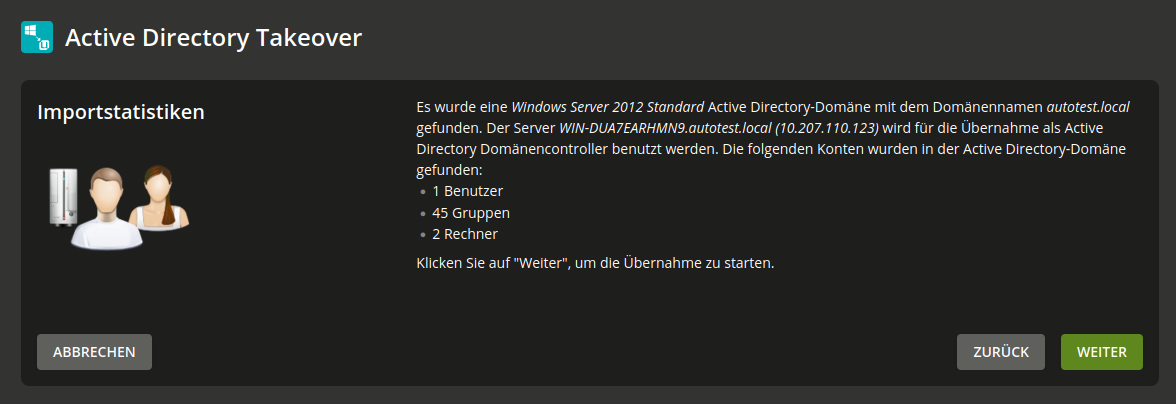 Active Directory Takeover
Importstatistiken
Es wurde eine Windows Server 2012 Standard Active Directory-Domäne mit dem Domänennamen autotest.local
gefunden. Der Server WIN-DUA7EARHMN9.autotest.local (10.207.110.123) wird für die Übernahme als Active
Directory Domänencontroller benutzt werden. Die folgenden Konten wurden in der Active Directory-Domäne
gefunden:
• 1 Benutzer
• 45 Gruppen
• 2 Rechner
Klicken Sie auf "Weiter", um die Übernahme zu starten.
ABBRECHEN
ZURÜCK
WEITER